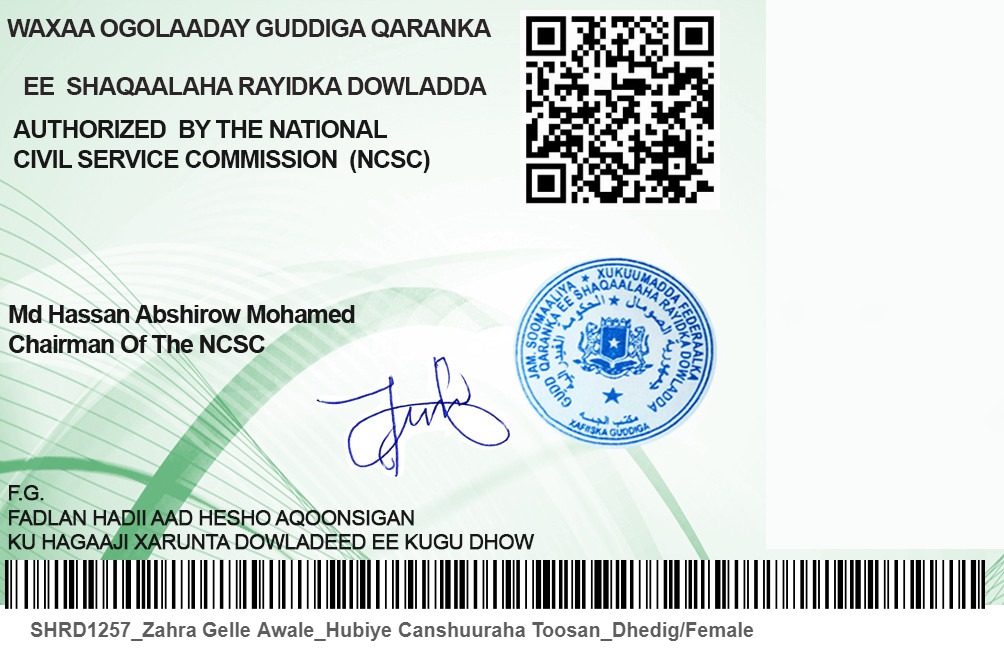 WAXAA OGOLAADAY GUDDIGA QARANKA
EE SHAQAALAHA RAYIDKA DOWLADDA
AUTHORIZED BY THE NATIONAL
CIVIL SERVICE COMMISSION (NCSC)
Md Hassan Abshirow Mohamed
Chairman Of The NCSC
JAM. SOOMAALIYA ★ XUKUUMADDA FEDERAALKA
GUDD QARANKA EE SHAQAALAHA RAYIDKA DOWLADDA
XAFIISKA GUDDIGA
F.G.
FADLAN HADII AAD HESHO AQOONSIGAN
KU HAGAAJI XARUNTA DOWLADEED EE KUGU DHOW
SHRD1257_Zahra Gelle Awale_Hubiye Canshuuraha Toosan_Dhedig/Female